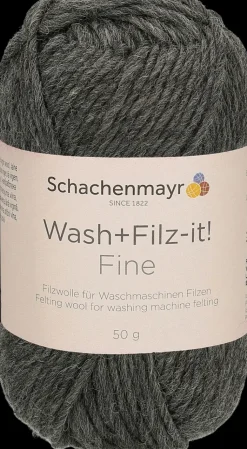 Schachenmayr
SINCE 1822
Wash+Filz-it!
Fine
Filzwolle für Waschmaschinen Filzen
Felting wool for washing machine felting
50 g